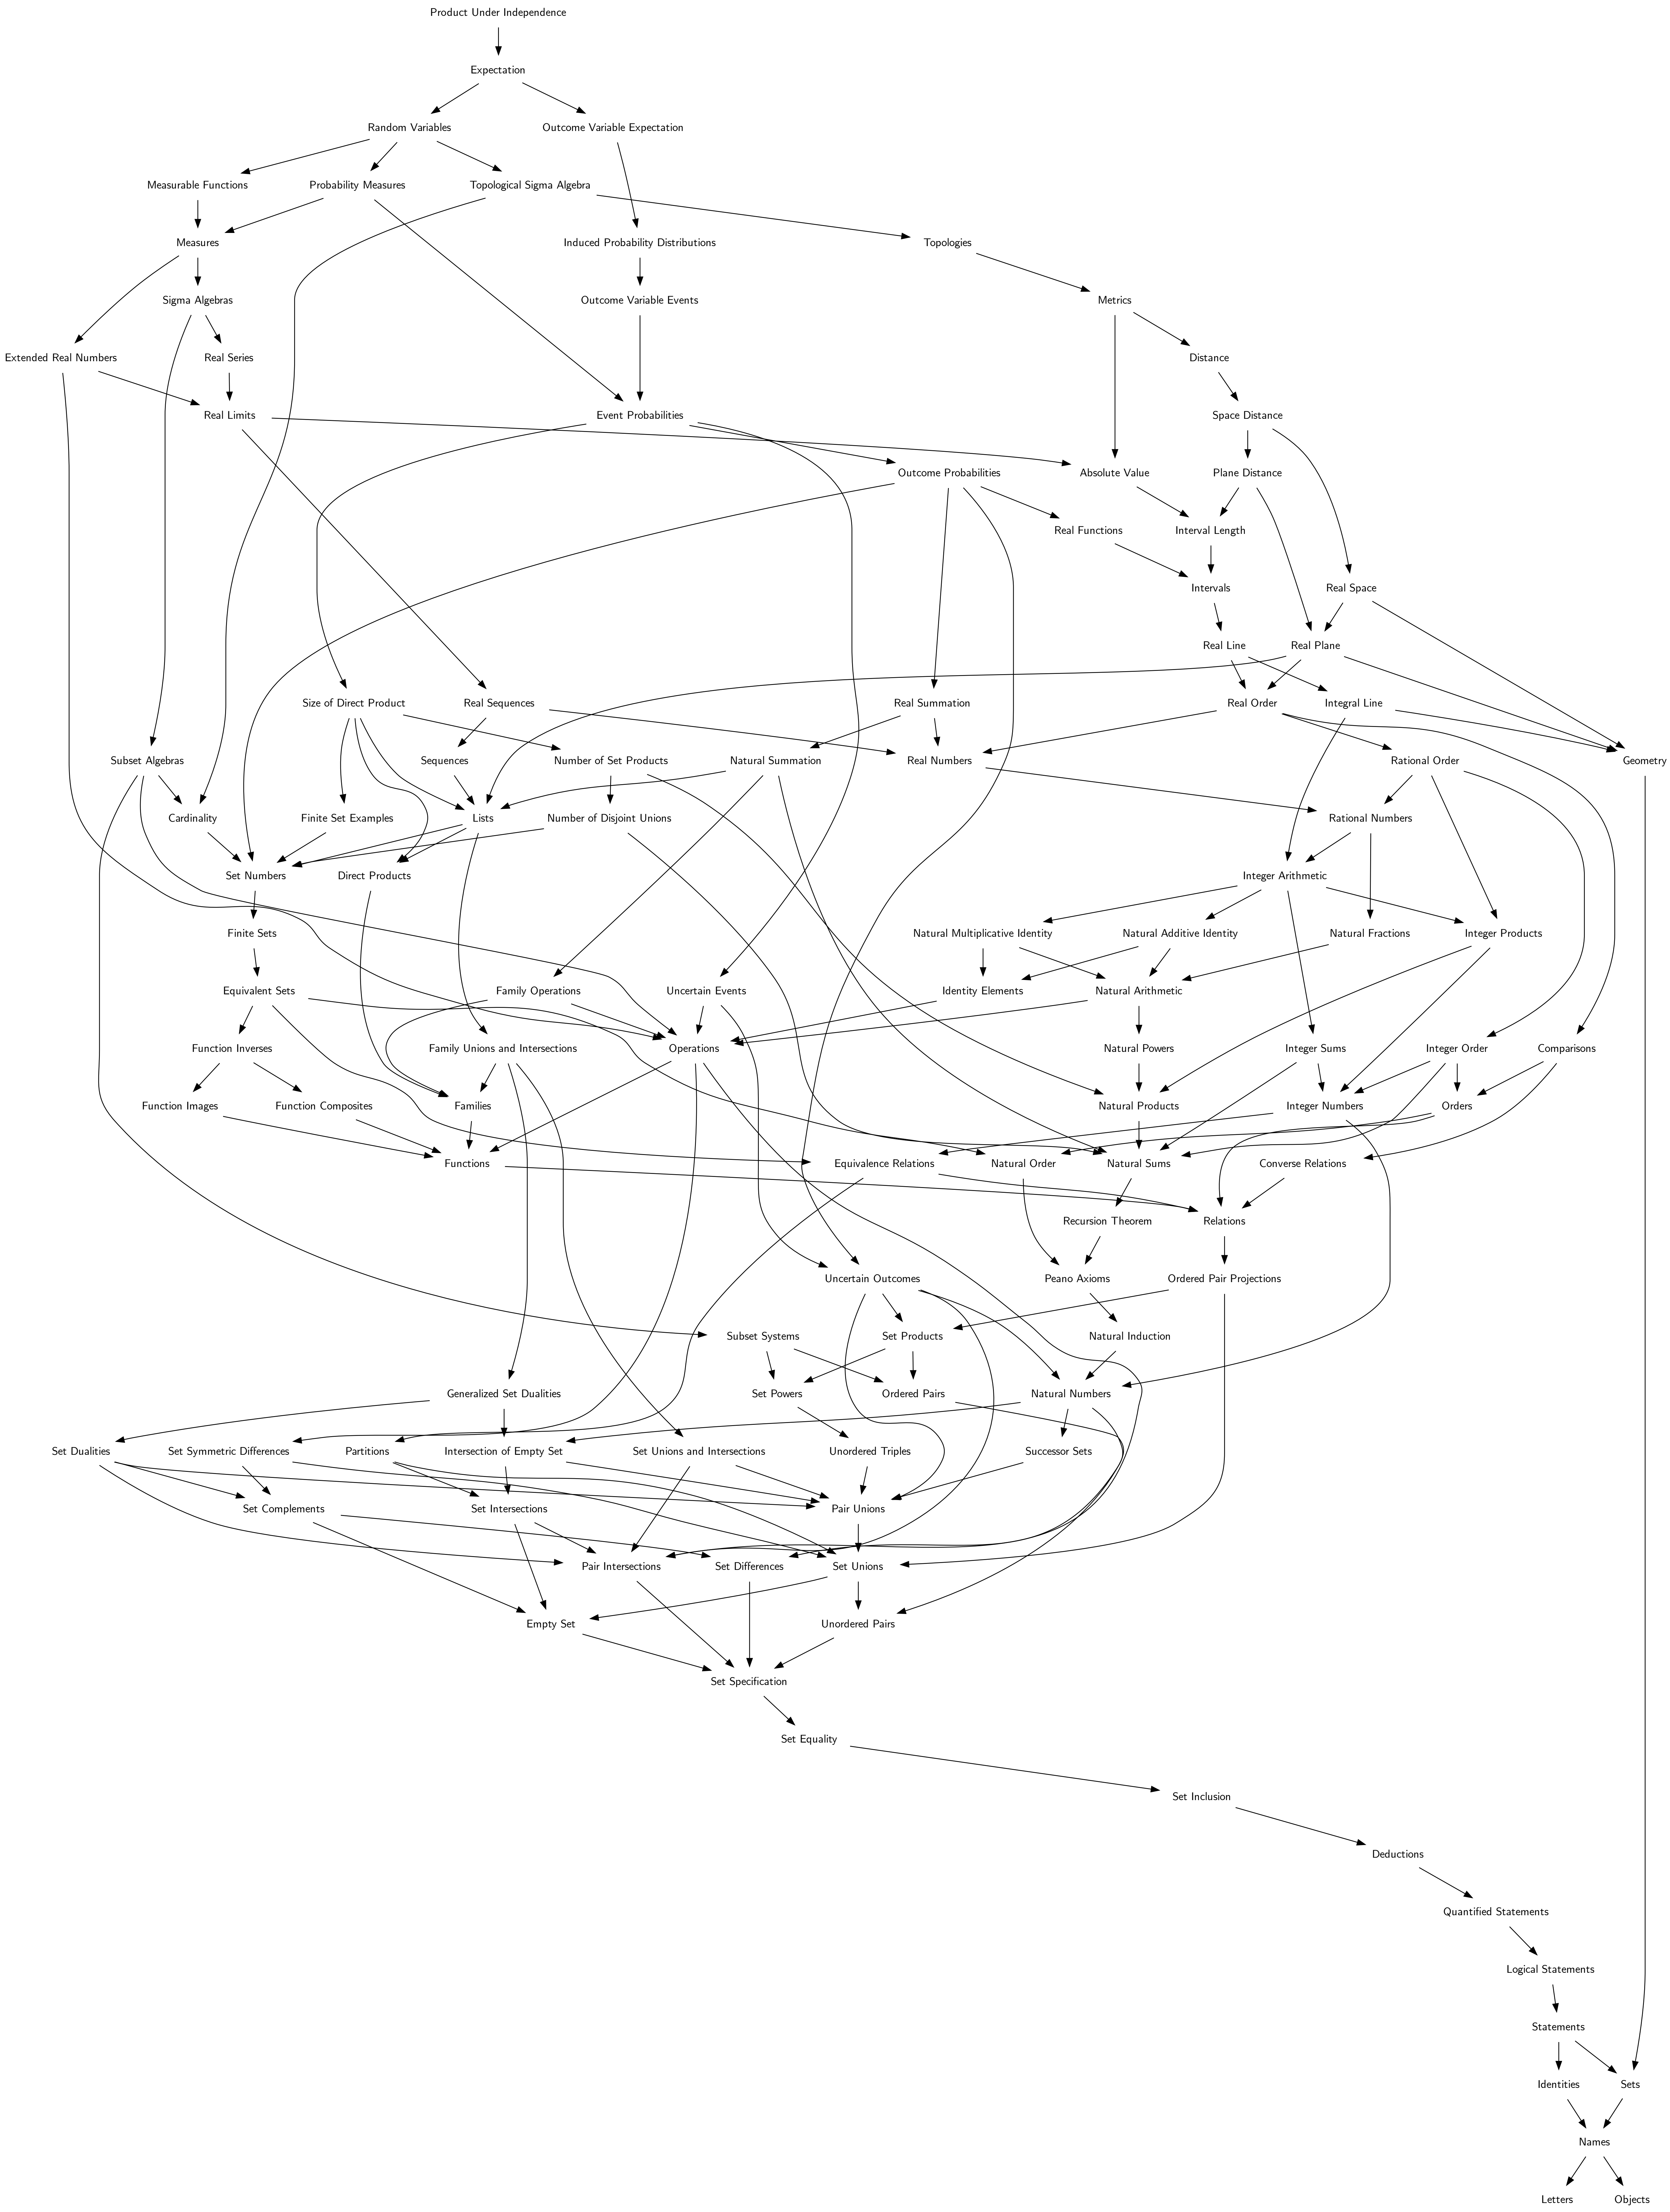 Product Under Independence
Expectation
Random Variables
Outcome Variable Expectation
Measurable Functions
Probability Measures
Topological Sigma Algebra
Measures
Induced Probability Distributions
Topologies
Sigma Algebras
Outcome Variable Events
Metrics
Extended Real Numbers
Real Series
Distance
Real Limits
Event Probabilities
Space Distance
Outcome Probabilities
Absolute Value
Plane Distance
Real Functions
Interval Length
Intervals
Real Space
Real Line
Real Plane
Size of Direct Product
Real Sequences
Real Summation
Real Order
Integral Line
Subset Algebras
Sequences
Number of Set Products
Natural Summation
Real Numbers
Rational Order
Geometry
Cardinality
Finite Set Examples
Lists
Number of Disjoint Unions
Rational Numbers
Set Numbers
Direct Products
Integer Arithmetic
Finite Sets
Natural Multiplicative Identity
Natural Additive Identity
Natural Fractions
Integer Products
Equivalent Sets
Family Operations
Uncertain Events
Identity Elements
Natural Arithmetic
Function Inverses
Family Unions and Intersections
Operations
Natural Powers
Integer Sums
Integer Order
Comparisons
Function Images
Function Composites
Families
Natural Products
Integer Numbers
Orders
Functions
Equivalence Relations
Natural Order
Natural Sums
Converse Relations
Recursion Theorem
Relations
Uncertain Outcomes
Peano Axioms
Ordered Pair Projections
Subset Systems
Set Products
Natural Induction
Generalized Set Dualities
Set Powers
Ordered Pairs
Natural Numbers
Set Dualities
Set Symmetric Differences
Partitions
Intersection of Empty Set
Set Unions and Intersections
Unordered Triples
Successor Sets
Set Complements
Set Intersections
Pair Unions
Pair Intersections
Set Differences
Set Unions
Empty Set
Unordered Pairs
Set Specification
Set Equality
Set Inclusion
Deductions
Quantified Statements
Logical Statements
Statements
Identities
Sets
Names
Letters
Objects